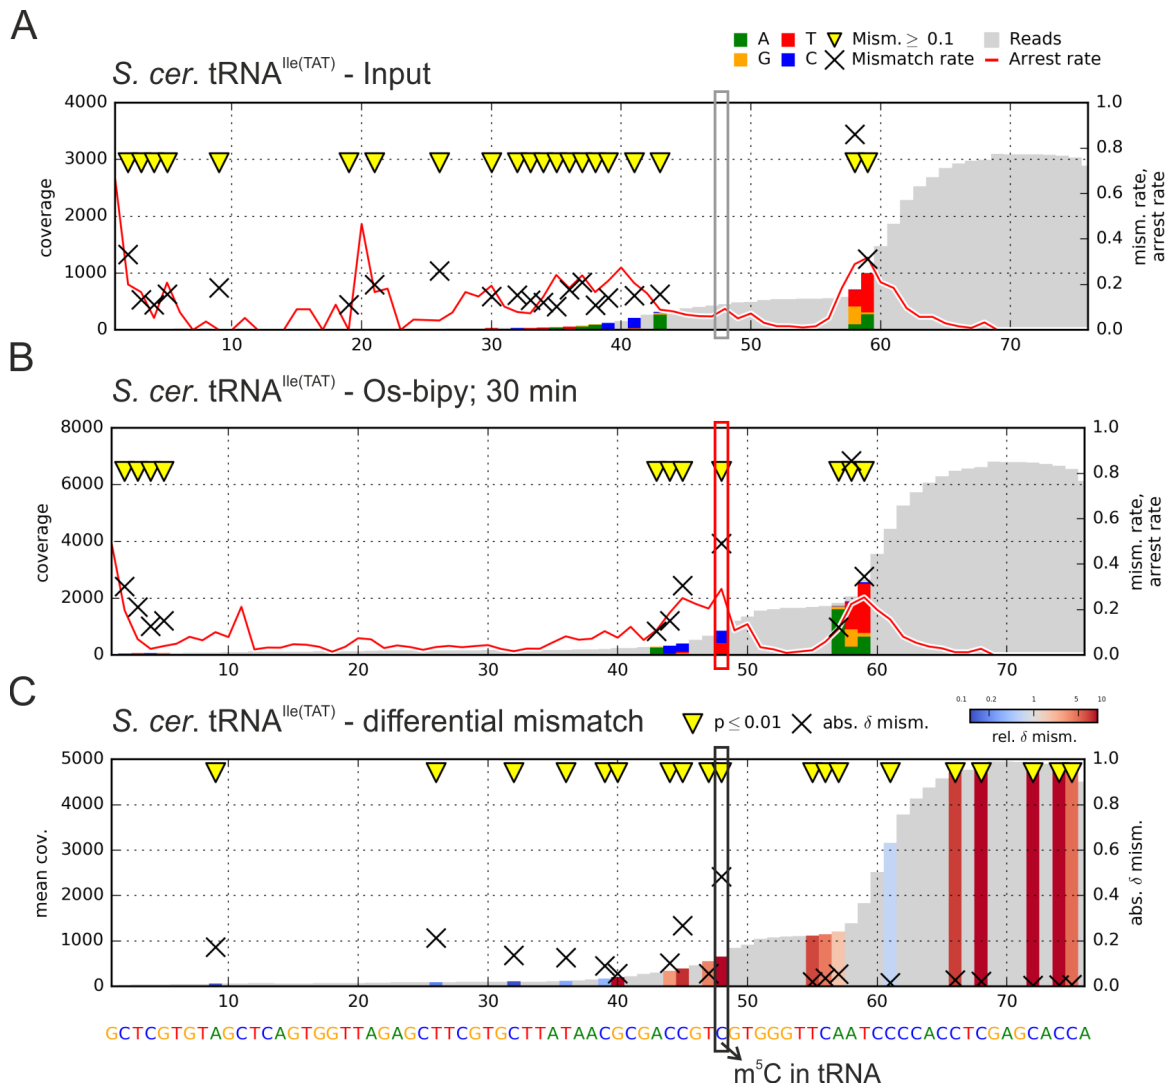 A
S. cer. tRNA^Ile(TAT) - Input
A T Mism. ≥ 0.1 Reads
G C Mismatch rate Arrest rate
4000
3000
2000
1000
0
coverage
1.0
0.8
0.6
0.4
0.2
0.0
mism. rate,
arrest rate
10 20 30 40 50 60 70
B
S. cer. tRNA^Ile(TAT) - Os-bipy; 30 min
8000
6000
4000
2000
0
coverage
1.0
0.8
0.6
0.4
0.2
0.0
mism. rate,
arrest rate
10 20 30 40 50 60 70
C
S. cer. tRNA^Ile(TAT) - differential mismatch
p ≤ 0.01 abs. δ mism.
0.1 0.2 1 5 10
rel. δ mism.
5000
4000
3000
2000
1000
0
mean cov.
1.0
0.8
0.6
0.4
0.2
0.0
abs. δ mism.
10 20 30 40 50 60 70
GCTCGTGTAGCTCAGTGGTTAGAGCTTCGTGCTTATAACGCGACCGTCGTGGGTTCAATCCCCACCTCGAGCACCA
m⁵C in tRNA